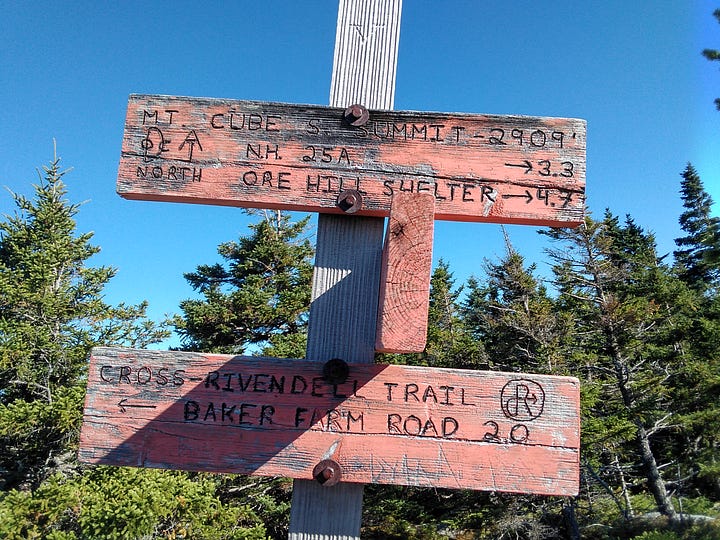 MT CUBE S. SUMMIT - 2909'
DOC N.H. 25A → 3.3
NORTH ORE HILL SHELTER → 4.7
CROSS-RIVENDELL TRAIL R
← BAKER FARM ROAD 2.0